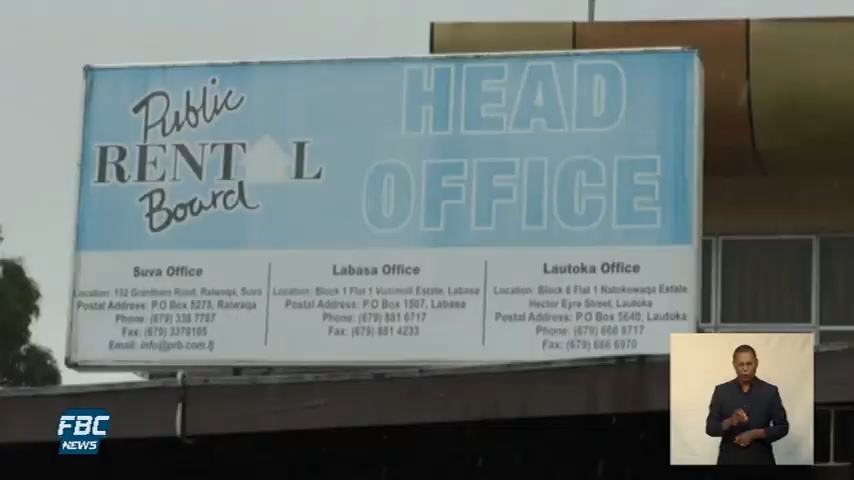 Public
RENTAL
Board
HEAD
OFFICE
Suva Office
Location: 132 Grantham Road, Raiwaqa, Suva
Postal Address: P O Box 5275, Raiwaqa
Phone: (679) 338 7787
Fax: (679) 3370105
Email: info@prb.com.fj
Labasa Office
Location: Block 1 Flat 1 Vunimoli Estate, Labasa
Postal Address: P O Box 1507, Labasa
Phone: (679) 881 6717
Fax: (679) 881 4233
Lautoka Office
Location: Block 6 Flat 1 Natokowaqa Estate
Hector Eyre Street, Lautoka
Postal Address: P O Box 5640, Lautoka
Phone: (679) 666 0717
Fax: (679) 666 6970
FBC
NEWS